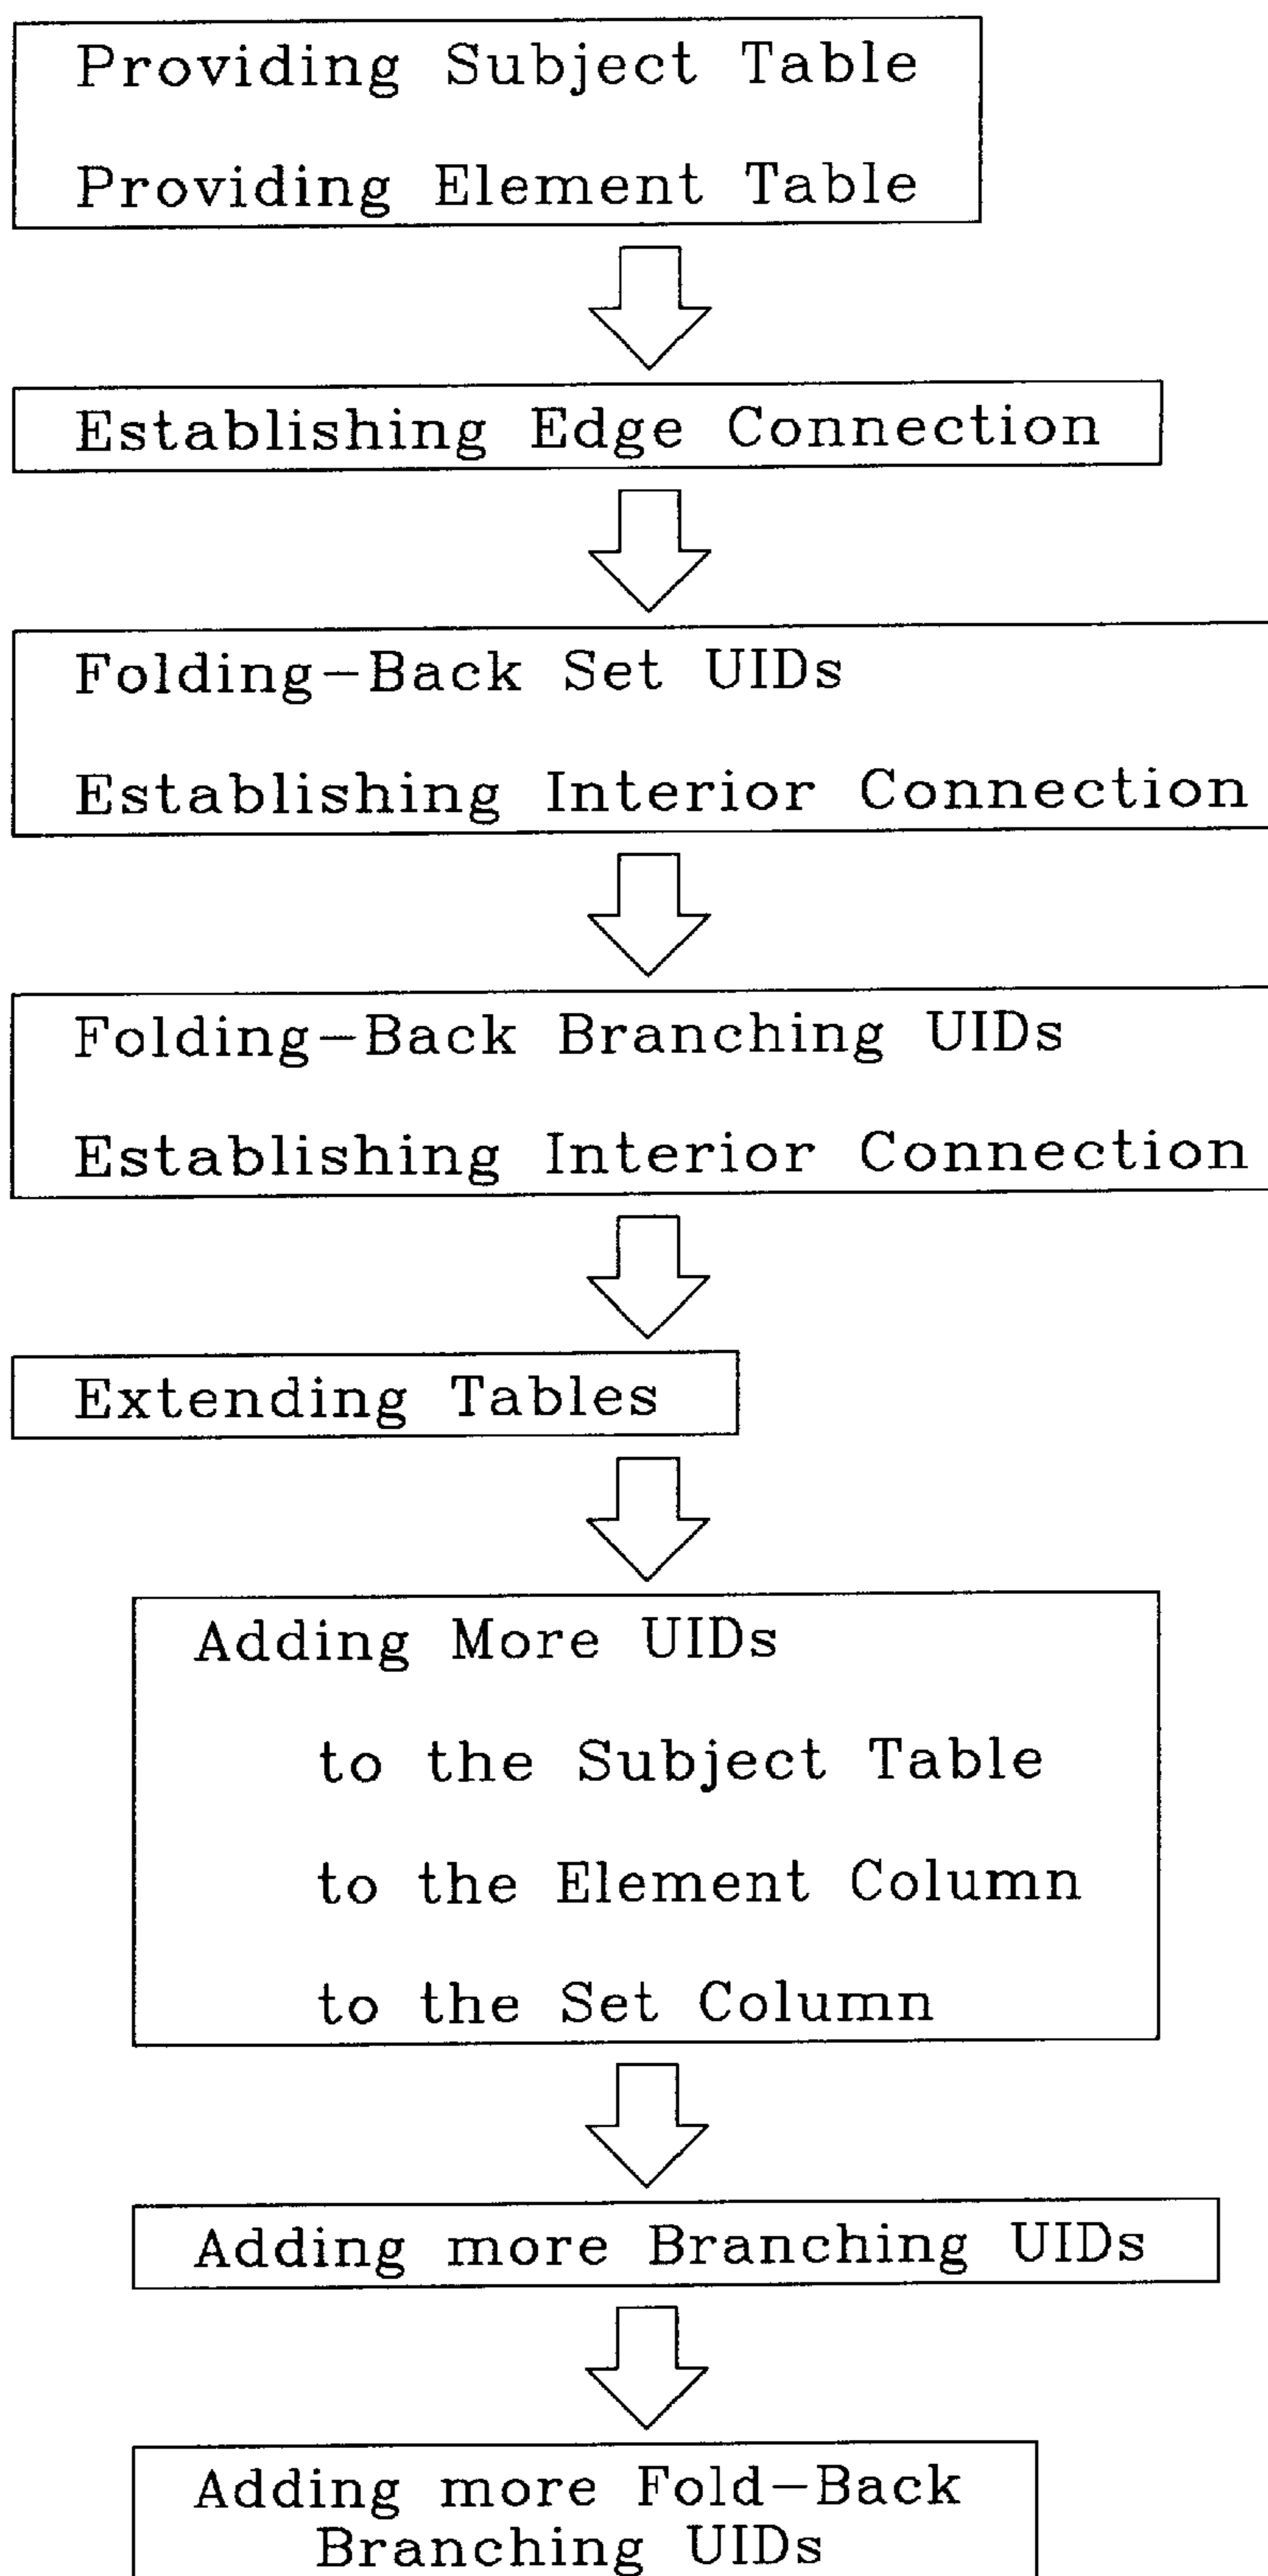 Providing Subject Table
Providing Element Table
Establishing Edge Connection
Folding-Back Set UIDs
Establishing Interior Connection
Folding-Back Branching UIDs
Establishing Interior Connection
Extending Tables
Adding More UIDs
to the Subject Table
to the Element Column
to the Set Column
Adding more Branching UIDs
Adding more Fold-Back
Branching UIDs